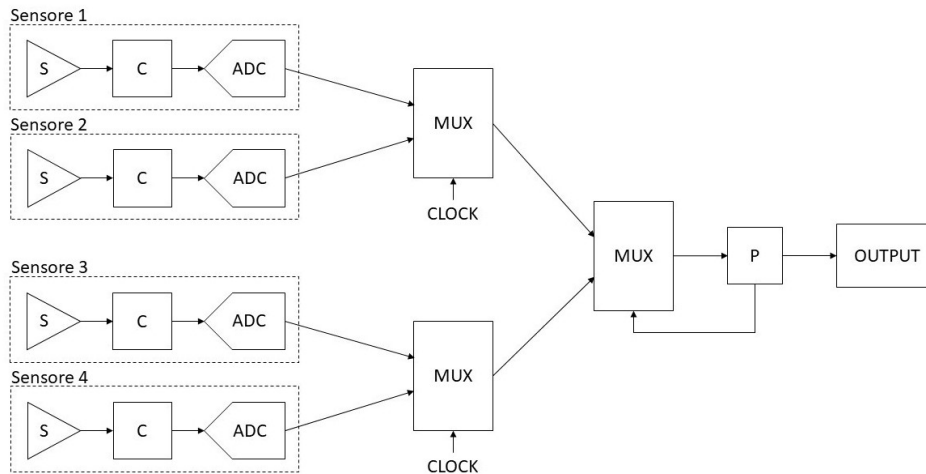 Sensore 1
S
C
ADC
Sensore 2
S
C
ADC
MUX
CLOCK
Sensore 3
S
C
ADC
Sensore 4
S
C
ADC
MUX
CLOCK
MUX
P
OUTPUT